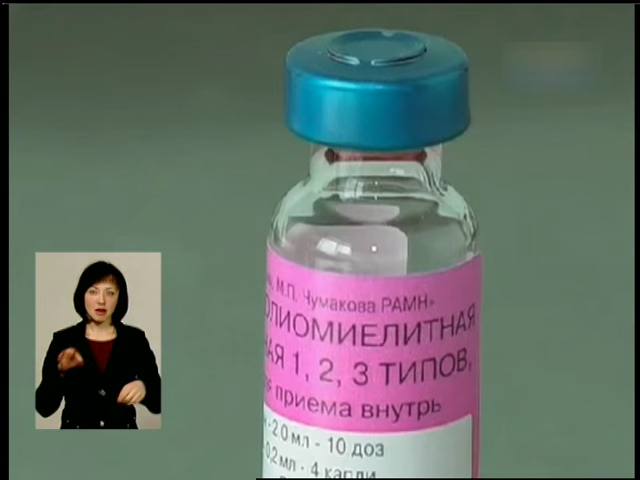 М.П. Чумакова РАМН»
ОЛИОМИЕЛИТНАЯ
АЯ 1, 2, 3 ТИПОВ,
приема внутрь
-2.0 мл - 10 доз
0,2 мл - 4 капли